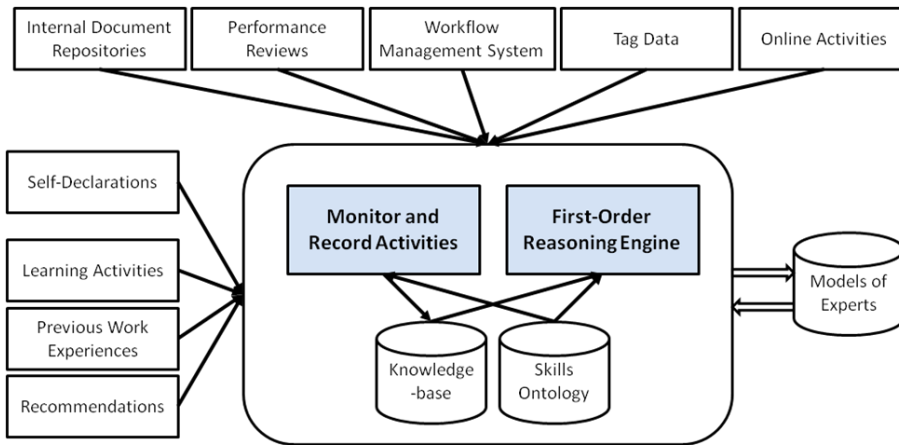 Internal Document
Repositories
Performance
Reviews
Workflow
Management System
Tag Data
Online Activities
Self-Declarations
Learning Activities
Previous Work
Experiences
Recommendations
Monitor and
Record Activities
First-Order
Reasoning Engine
Knowledge
-base
Skills
Ontology
Models of
Experts